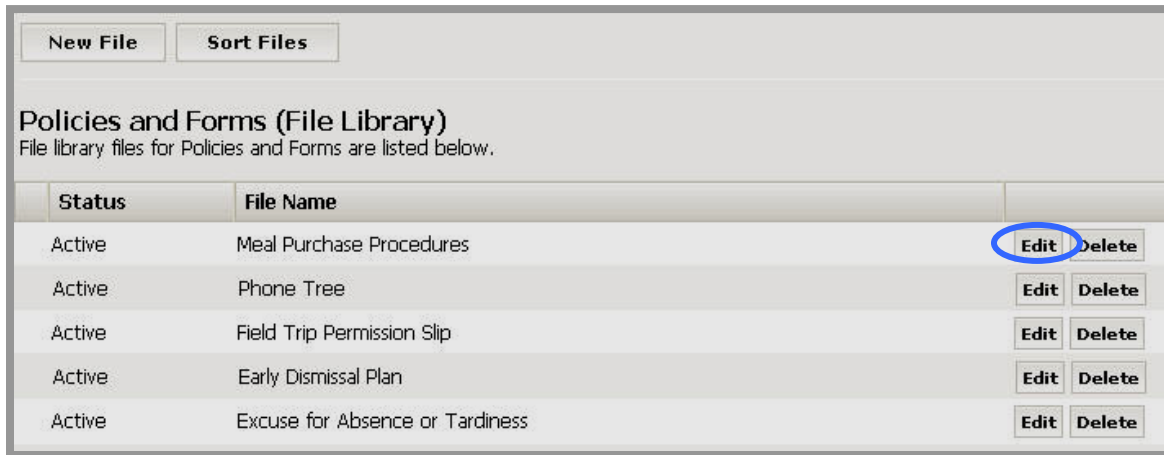 New File Sort Files
Policies and Forms (File Library)
File library files for Policies and Forms are listed below.
Status File Name
Active Meal Purchase Procedures Edit Delete
Active Phone Tree Edit Delete
Active Field Trip Permission Slip Edit Delete
Active Early Dismissal Plan Edit Delete
Active Excuse for Absence or Tardiness Edit Delete